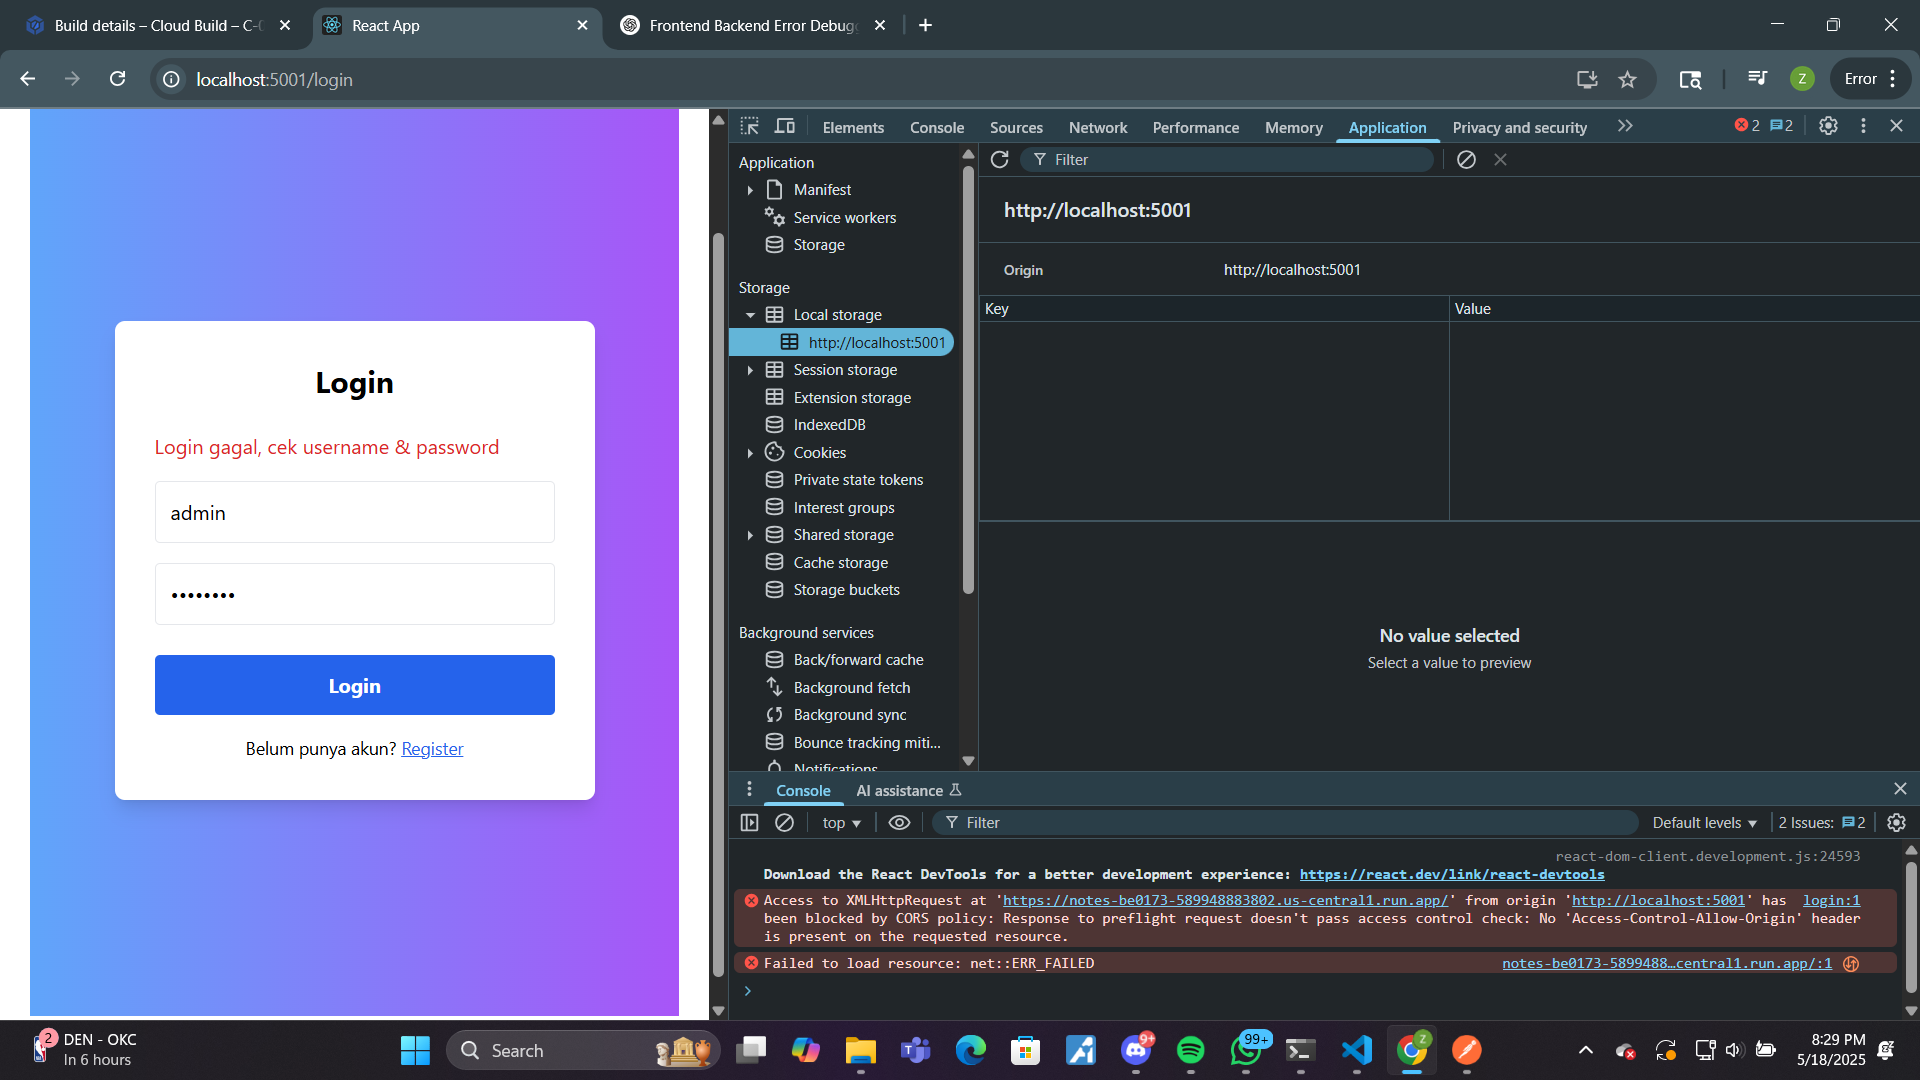 Build details – Cloud Build – C-C
React App
Frontend Backend Error Debug
localhost:5001/login
Z
Error
Login
Login gagal, cek username & password
admin
••••••••
Login
Belum punya akun? Register
Elements
Console
Sources
Network
Performance
Memory
Application
Privacy and security
2
2
Application
Manifest
Service workers
Storage
Storage
Local storage
http://localhost:5001
Session storage
Extension storage
IndexedDB
Cookies
Private state tokens
Interest groups
Shared storage
Cache storage
Storage buckets
Background services
Back/forward cache
Background fetch
Background sync
Bounce tracking miti...
Notifications
Filter
http://localhost:5001
Origin
http://localhost:5001
Key
Value
No value selected
Select a value to preview
Console
AI assistance
top
Filter
Default levels
2 Issues:
2
react-dom-client.development.js:24593
Download the React DevTools for a better development experience: https://react.dev/link/react-devtools
Access to XMLHttpRequest at 'https://notes-be0173-589948883802.us-central1.run.app/' from origin 'http://localhost:5001' has login:1
been blocked by CORS policy: Response to preflight request doesn't pass access control check: No 'Access-Control-Allow-Origin' header
is present on the requested resource.
Failed to load resource: net::ERR_FAILED
notes-be0173-5899488…central1.run.app/:1
2
DEN - OKC
In 6 hours
Search
9+
99+
Z
8:29 PM
5/18/2025